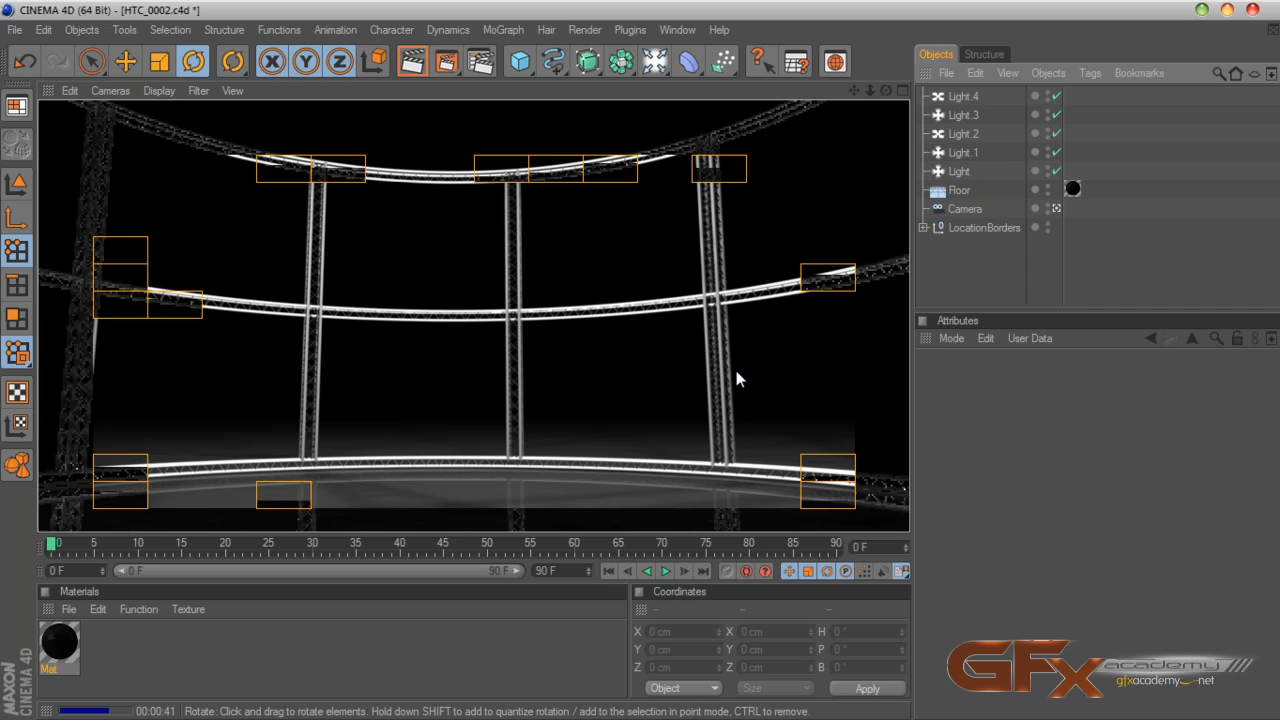 CINEMA 4D (64 Bit) - [HTC_0002.c4d *]
File Edit Objects Tools Selection Structure Functions Animation Character Dynamics MoGraph Hair Render Plugins Window Help
X Y Z
Objects Structure
File Edit View Objects Tags Bookmarks
Edit Cameras Display Filter View
Light.4
Light.3
Light.2
Light.1
Light
Floor
Camera
LocationBorders
Attributes
Mode Edit User Data
0 5 10 15 20 25 30 35 40 45 50 55 60 65 70 75 80 85 90 0 F
0 F 0 F 90 F 90 F
Materials
File Edit Function Texture
Mat
Coordinates
-- -- --
X 0 cm X 0 cm H 0 °
Y 0 cm Y 0 cm P 0 °
Z 0 cm Z 0 cm B 0 °
Object Size Apply
MAXON
CINEMA 4D
GFx academy
gfxacademy.net
00:00:41 Rotate: Click and drag to rotate elements. Hold down SHIFT to add to quantize rotation / add to the selection in point mode, CTRL to remove.